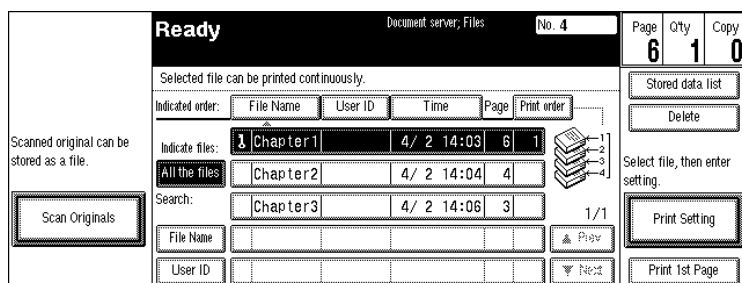 Ready
Document server; Files
No. 4
Page Q'ty Copy
6 1 0
Selected file can be printed continuously.
Indicated order: File Name User ID Time Page Print order
Indicate files: Chapter1 4/ 2 14:03 6 1
1
2
3
4
All the files Chapter2 4/ 2 14:04 4
Search: Chapter3 4/ 2 14:06 3
1/1
File Name
▲ Prev
User ID
▼ Next
Scanned original can be
stored as a file.
Scan Originals
Stored data list
Delete
Select file, then enter
setting.
Print Setting
Print 1st Page